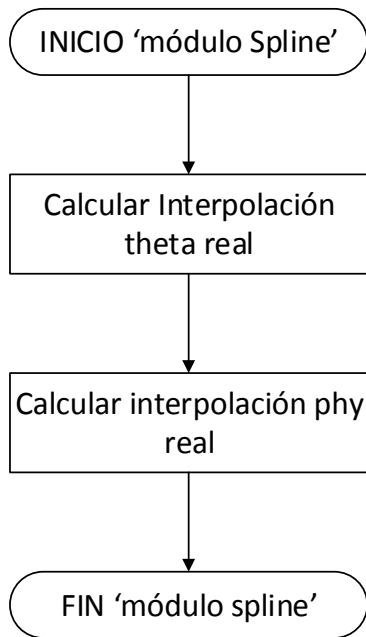 INICIO ‘módulo Spline’
Calcular Interpolación
theta real
Calcular interpolación phy
real
FIN ‘módulo spline’